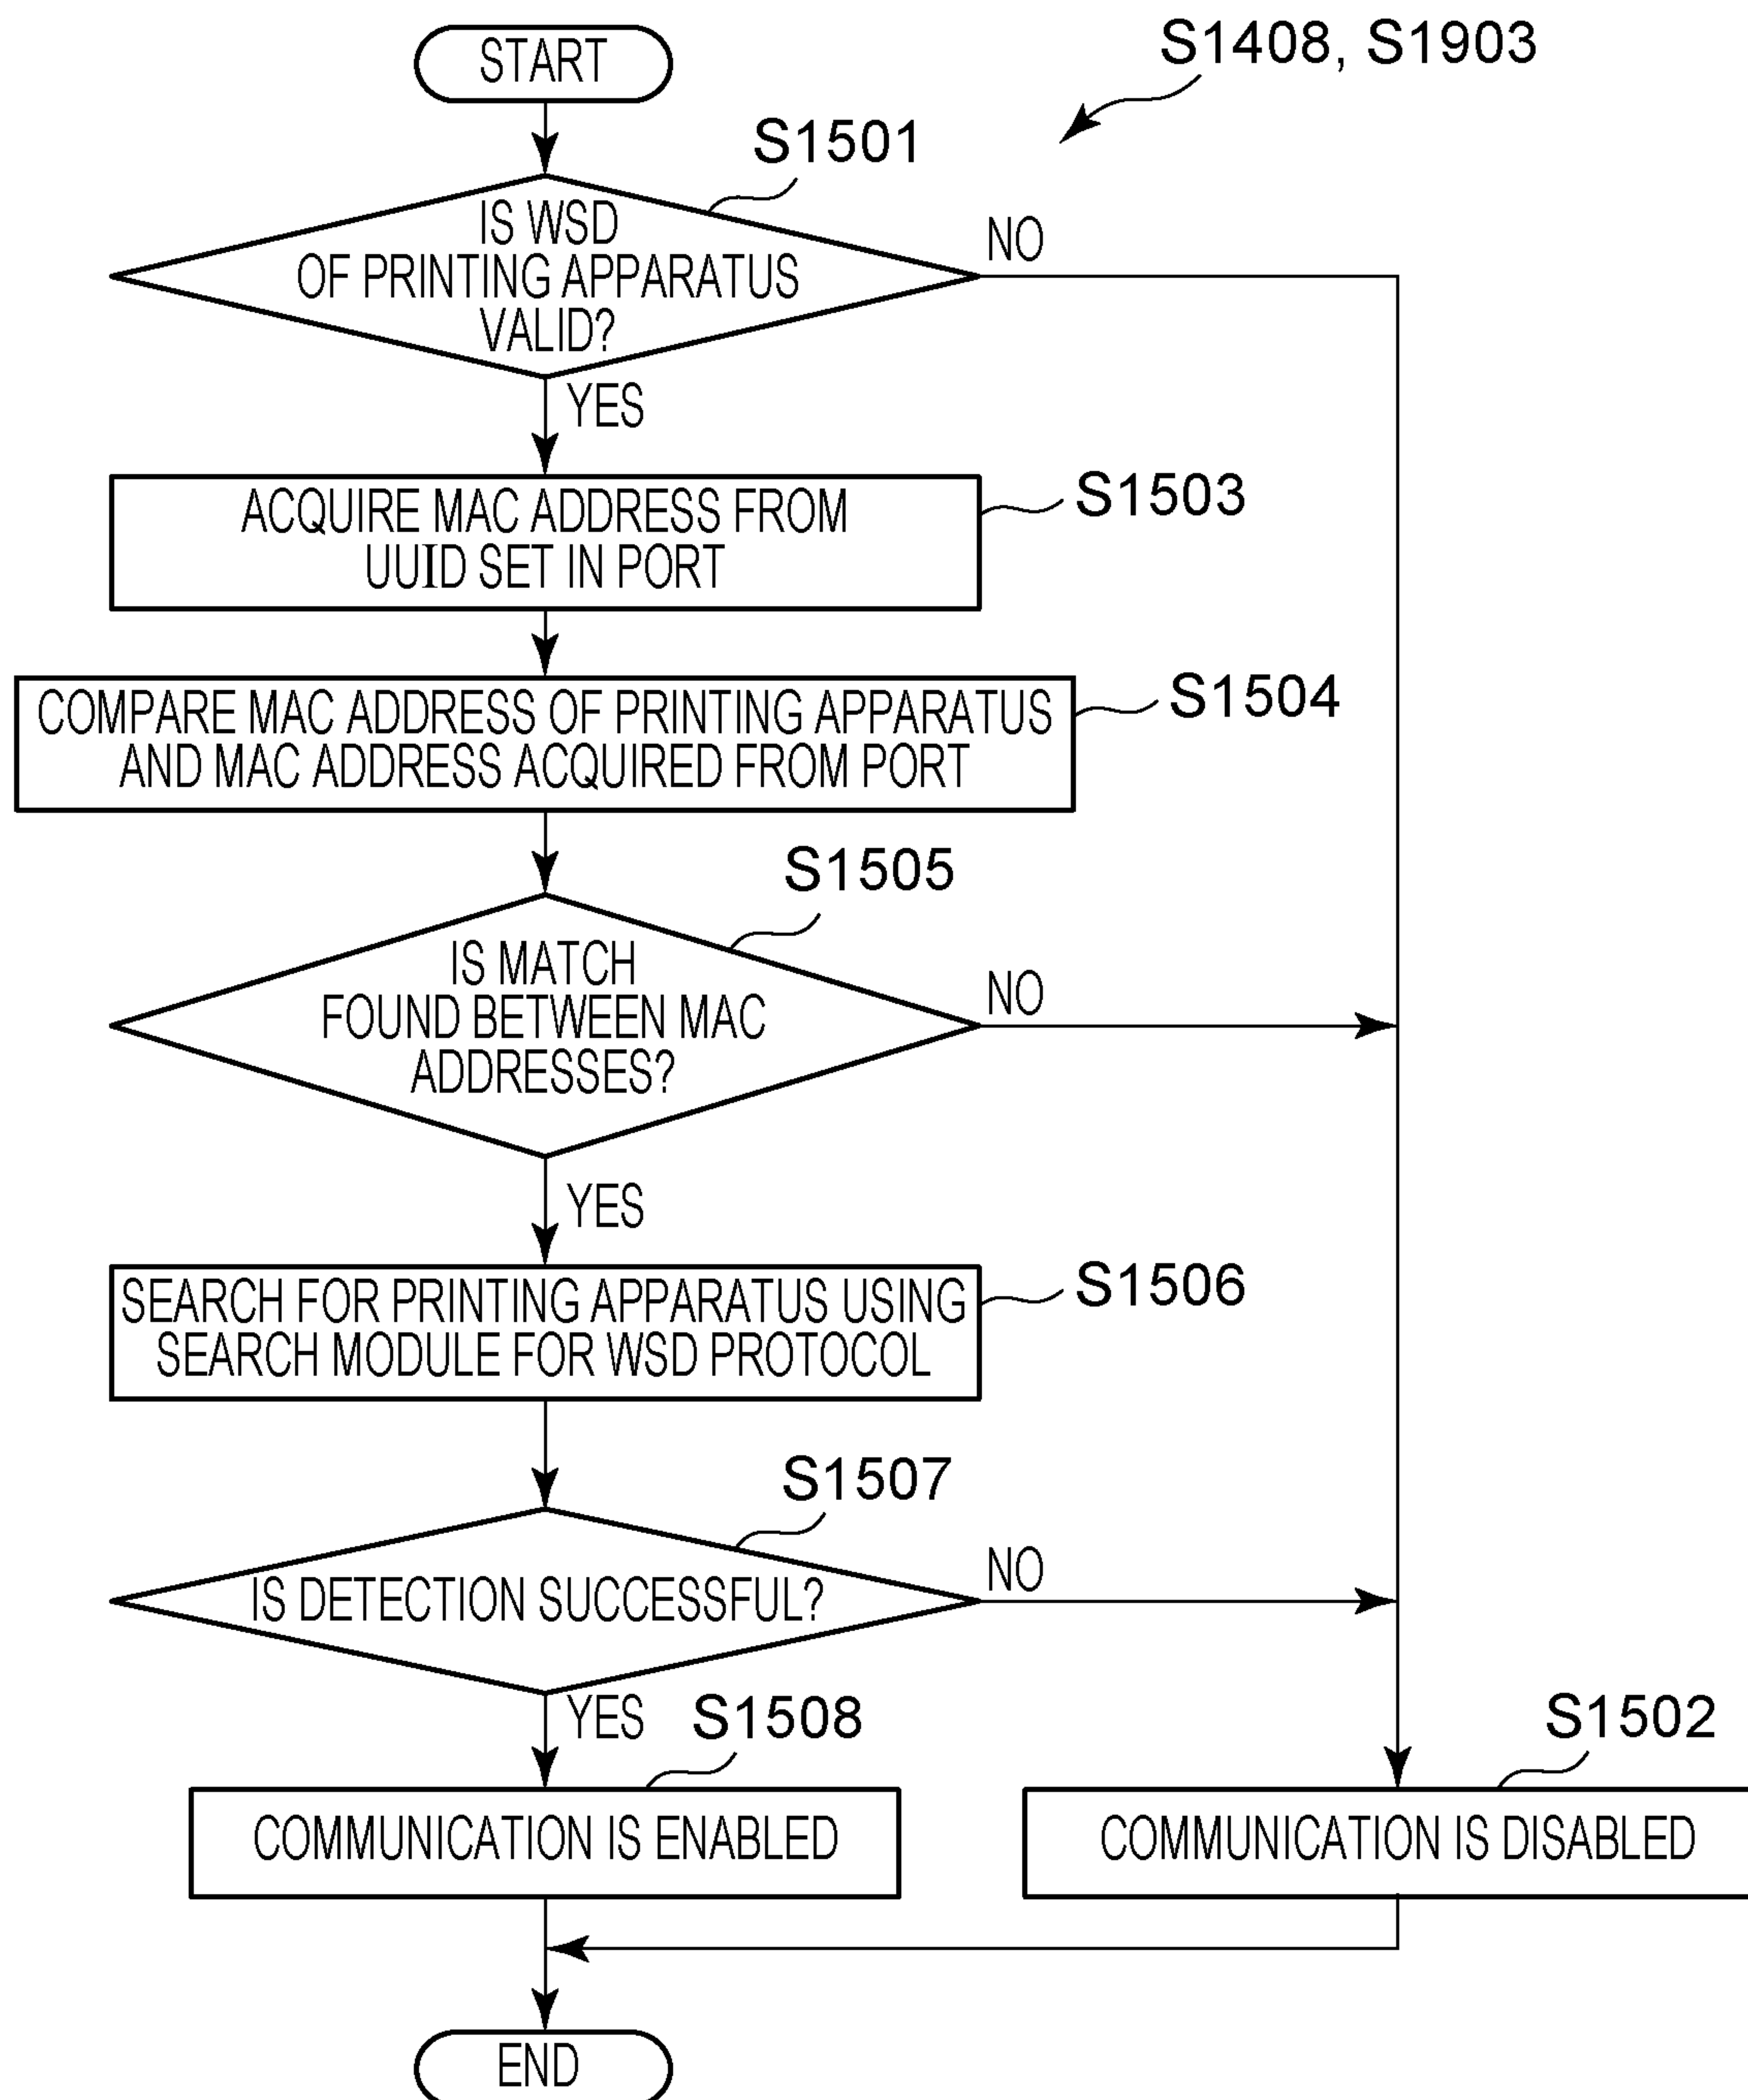 START
S1408, S1903
S1501
IS WSD
OF PRINTING APPARATUS
VALID?
NO
YES
ACQUIRE MAC ADDRESS FROM
UUID SET IN PORT
S1503
COMPARE MAC ADDRESS OF PRINTING APPARATUS
AND MAC ADDRESS ACQUIRED FROM PORT
S1504
S1505
IS MATCH
FOUND BETWEEN MAC
ADDRESSES?
NO
YES
SEARCH FOR PRINTING APPARATUS USING
SEARCH MODULE FOR WSD PROTOCOL
S1506
S1507
IS DETECTION SUCCESSFUL?
NO
YES
S1508
S1502
COMMUNICATION IS ENABLED
COMMUNICATION IS DISABLED
END